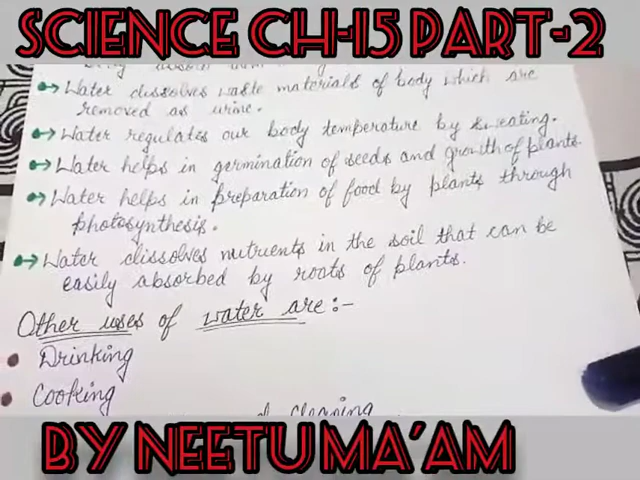 SCIENCE CH-15 PART-2
Water dissolves waste materials of body which are
removed as urine.
Water regulates our body temperature by sweating.
Water helps in germination of seeds and growth of plants.
Water helps in preparation of food by plants through
photosynthesis.
Water dissolves nutrients in the soil that can be
easily absorbed by roots of plants.
Other uses of water are:-
Drinking
Cooking
cleaning
BY NEETU MA'AM